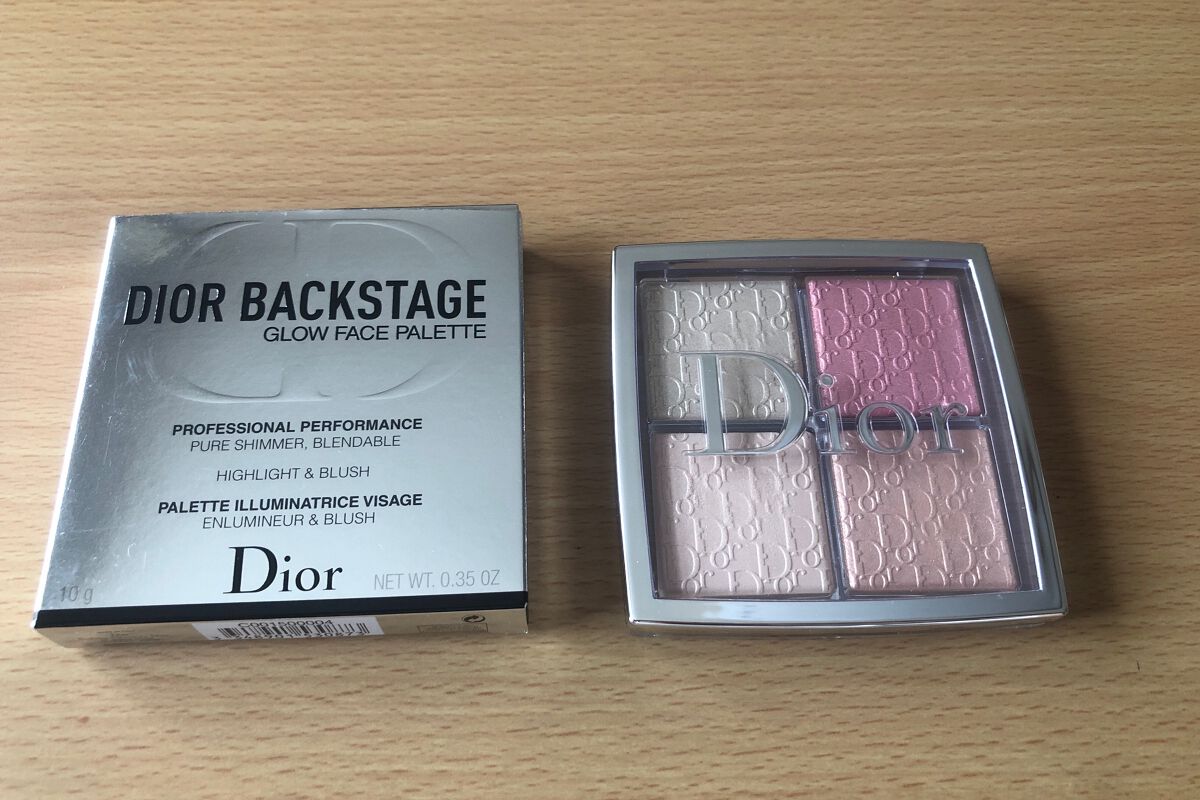 DIOR BACKSTAGE
GLOW FACE PALETTE
PROFESSIONAL PERFORMANCE
PURE SHIMMER, BLENDABLE
HIGHLIGHT & BLUSH
PALETTE ILLUMINATRICE VISAGE
ENLUMINEUR & BLUSH
Dior
10 g
NET WT. 0.35 OZ
C001500004
Dior